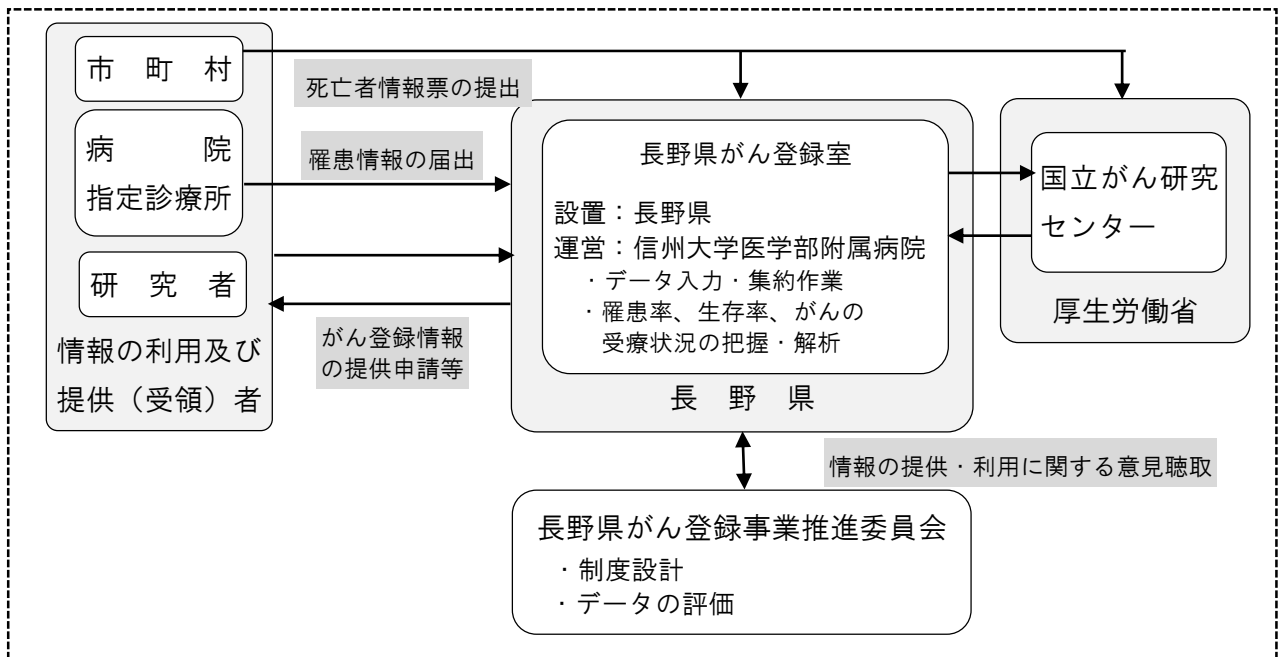 市　町　村
死亡者情報票の提出
病　　　院
指定診療所
罹患情報の届出
研　究　者
情報の利用及び
提供（受領）者
がん登録情報
の提供申請等
長野県がん登録室
設置：長野県
運営：信州大学医学部附属病院
・データ入力・集約作業
・罹患率、生存率、がんの
受療状況の把握・解析
長　野　県
国立がん研究
センター
厚生労働省
情報の提供・利用に関する意見聴取
長野県がん登録事業推進委員会
・制度設計
・データの評価